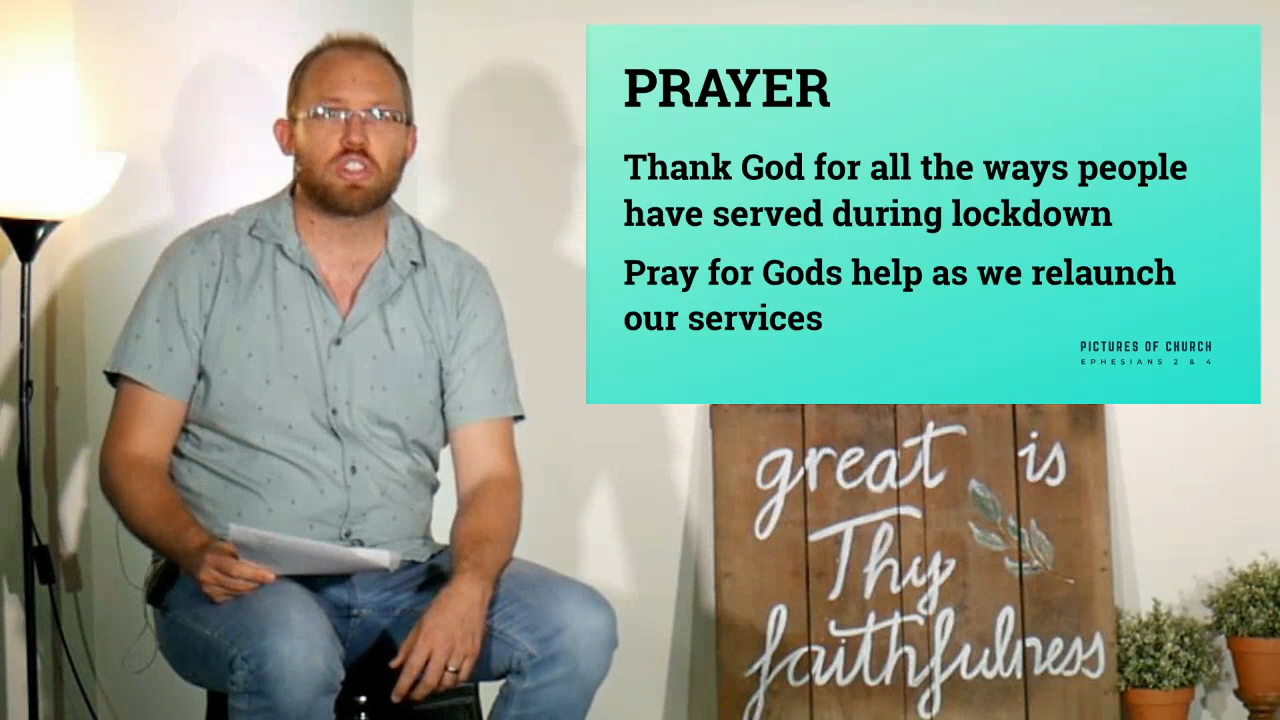 PRAYER
Thank God for all the ways people
have served during lockdown
Pray for Gods help as we relaunch
our services
PICTURES OF CHURCH
EPHESIANS 2 & 4
great is
Thy
faithfulness